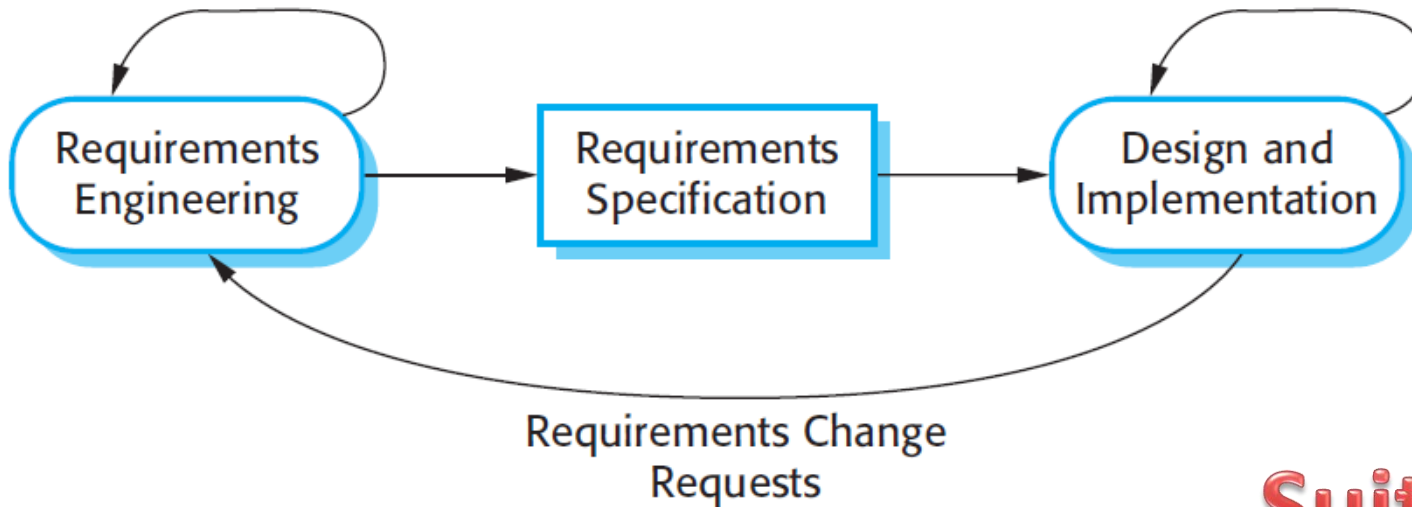 Requirements
Engineering
Requirements
Specification
Design and
Implementation
Requirements Change
Requests